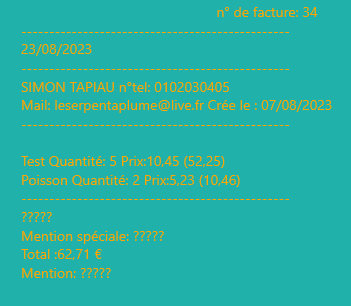 n° de facture: 34
------------------------------------------------
23/08/2023
------------------------------------------------
SIMON TAPIAU n°tel: 0102030405
Mail: leserpentaplume@live.fr Crée le : 07/08/2023
------------------------------------------------
Test Quantité: 5 Prix:10,45 (52,25)
Poisson Quantité: 2 Prix:5,23 (10,46)
------------------------------------------------
?????
Mention spéciale: ?????
Total :62,71 €
Mention: ?????